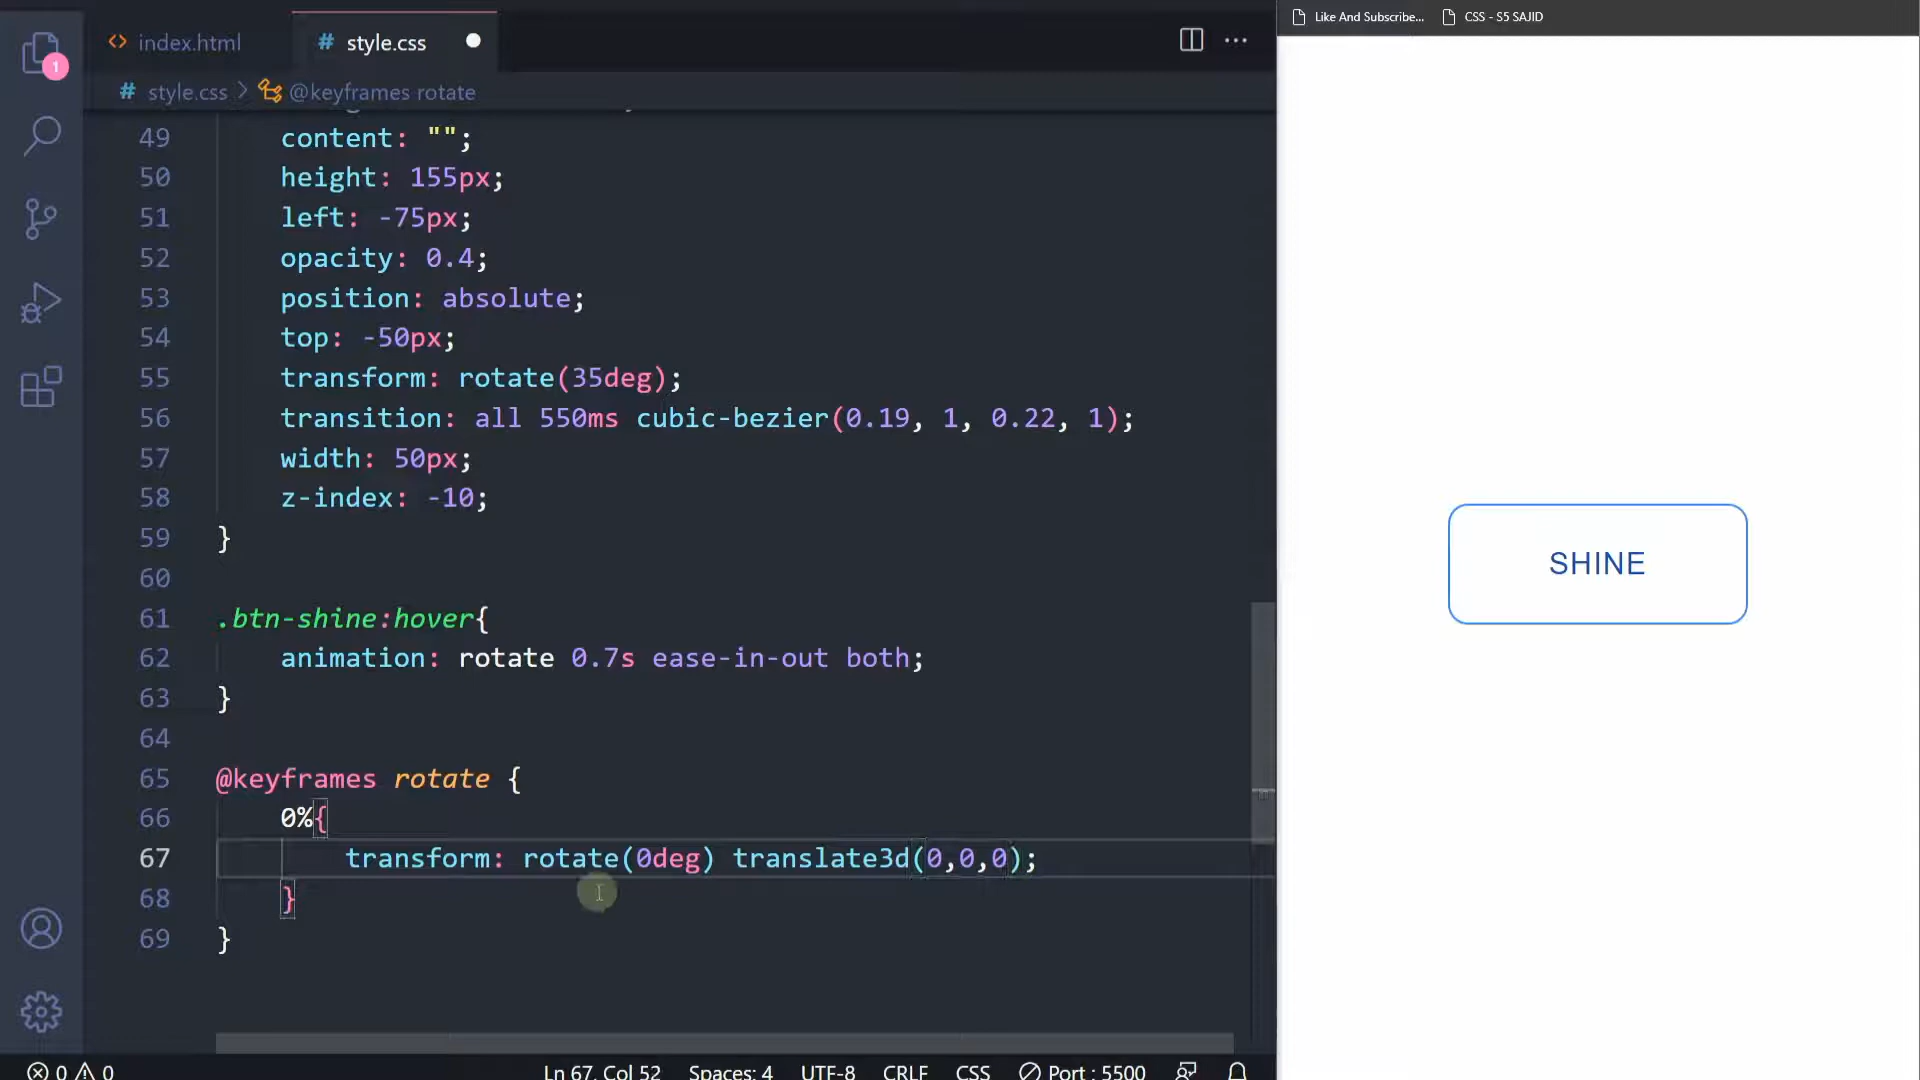 Like And Subscribe... CSS - S5 SAJID
index.html # style.css
1
# style.css > @keyframes rotate
49 content: "";
50 height: 155px;
51 left: -75px;
52 opacity: 0.4;
53 position: absolute;
54 top: -50px;
55 transform: rotate(35deg);
56 transition: all 550ms cubic-bezier(0.19, 1, 0.22, 1);
57 width: 50px;
58 z-index: -10;
59 }
60
61 .btn-shine:hover{
62 animation: rotate 0.7s ease-in-out both;
63 }
64
65 @keyframes rotate {
66 0%{
67 transform: rotate(0deg) translate3d(0,0,0);
68 }
69 }
SHINE
0 0 Ln 67, Col 52 Spaces: 4 UTF-8 CRLF CSS Port : 5500